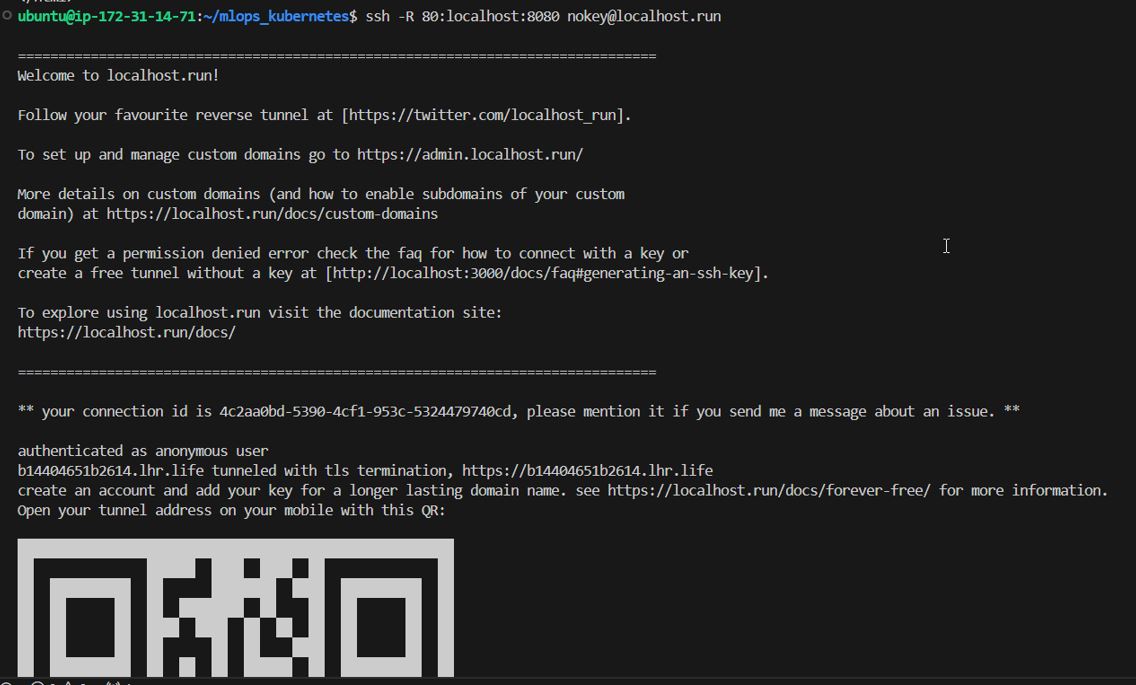 ubuntu@ip-172-31-14-71:~/mlops_kubernetes$ ssh -R 80:localhost:8080 nokey@localhost.run
===============================================================================
Welcome to localhost.run!
Follow your favourite reverse tunnel at [https://twitter.com/localhost_run].
To set up and manage custom domains go to https://admin.localhost.run/
More details on custom domains (and how to enable subdomains of your custom
domain) at https://localhost.run/docs/custom-domains
If you get a permission denied error check the faq for how to connect with a key or
create a free tunnel without a key at [http://localhost:3000/docs/faq#generating-an-ssh-key].
To explore using localhost.run visit the documentation site:
https://localhost.run/docs/
===============================================================================
** your connection id is 4c2aa0bd-5390-4cf1-953c-5324479740cd, please mention it if you send me a message about an issue. **
authenticated as anonymous user
b14404651b2614.lhr.life tunneled with tls termination, https://b14404651b2614.lhr.life
create an account and add your key for a longer lasting domain name. see https://localhost.run/docs/forever-free/ for more information.
Open your tunnel address on your mobile with this QR: